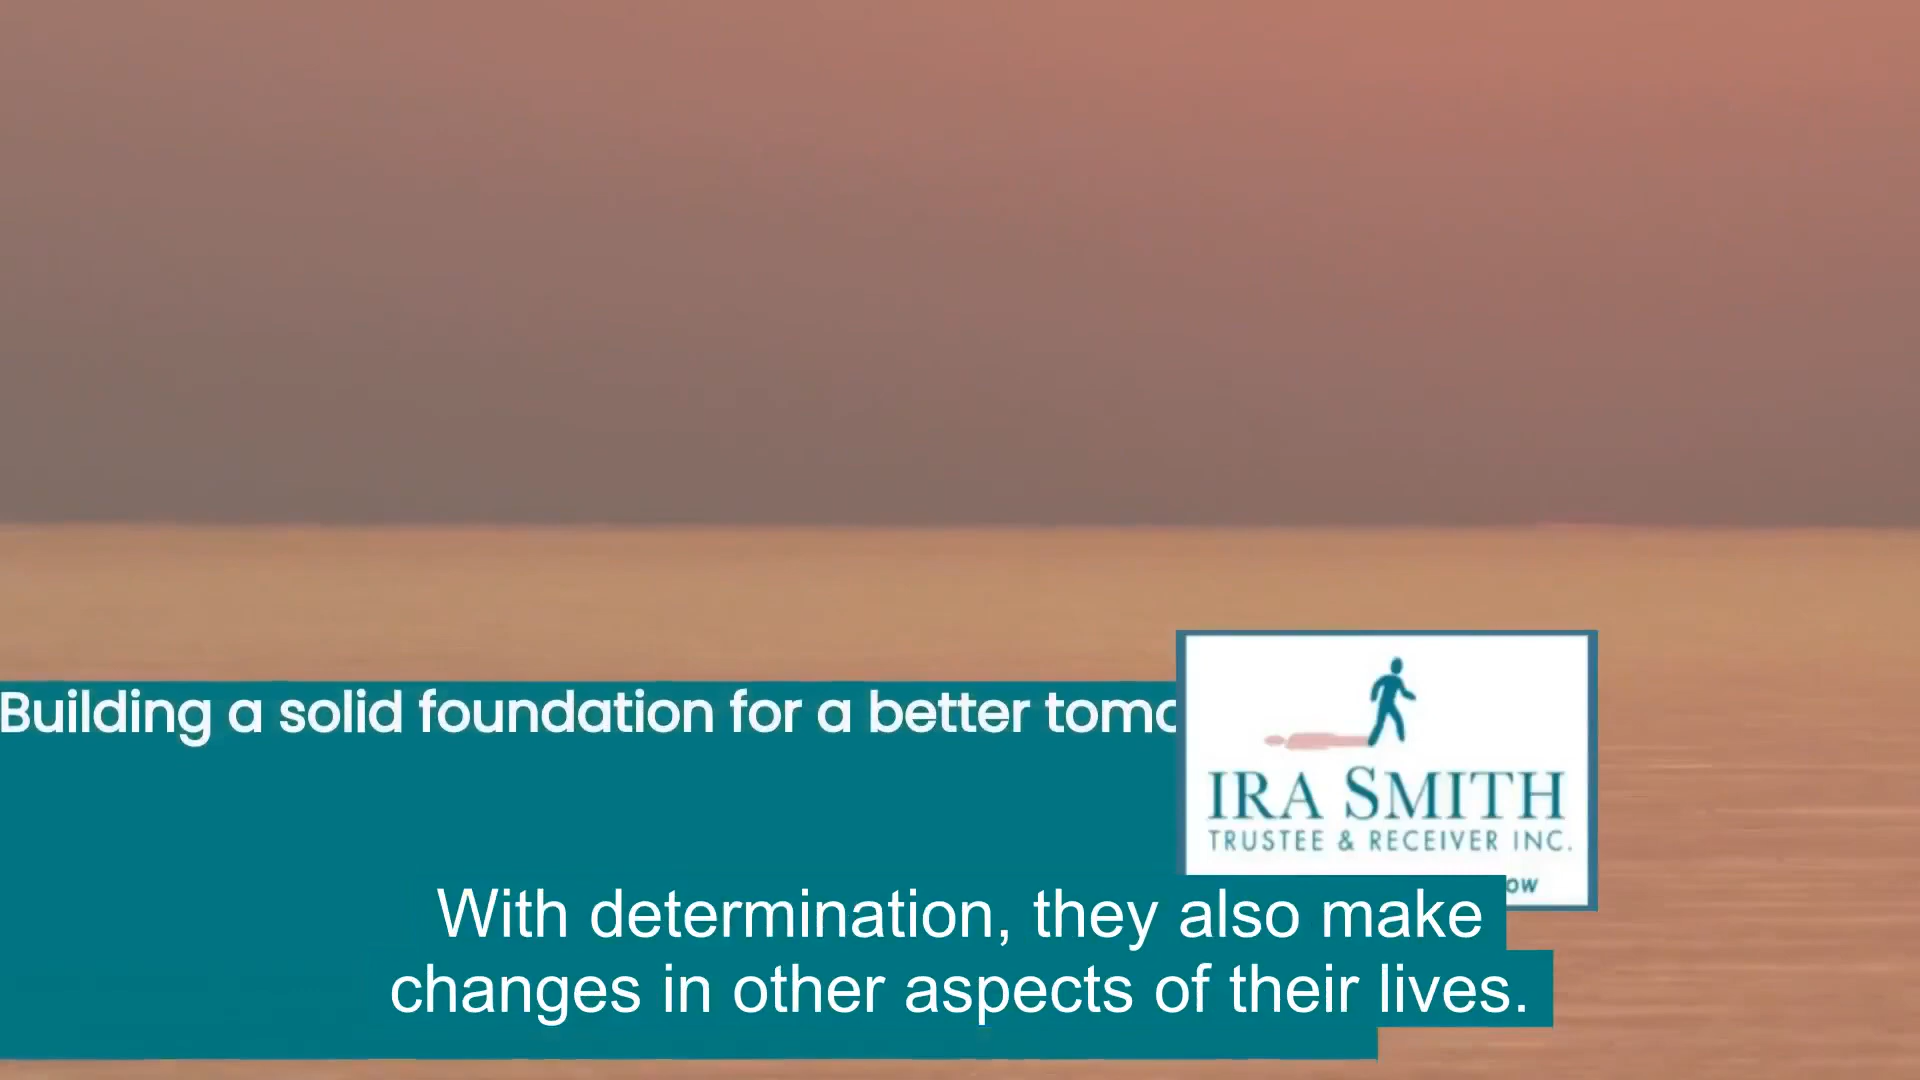 Building a solid foundation for a better
IRA SMITH
TRUSTEE & RECEIVER INC.
With determination, they also make
changes in other aspects of their lives.